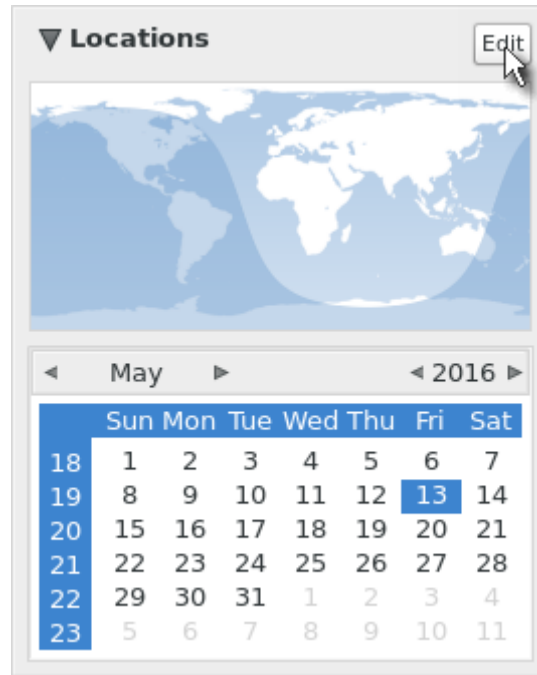 Locations
Edit
May 2016
Sun Mon Tue Wed Thu Fri Sat
18 1 2 3 4 5 6 7
19 8 9 10 11 12 13 14
20 15 16 17 18 19 20 21
21 22 23 24 25 26 27 28
22 29 30 31 1 2 3 4
23 5 6 7 8 9 10 11